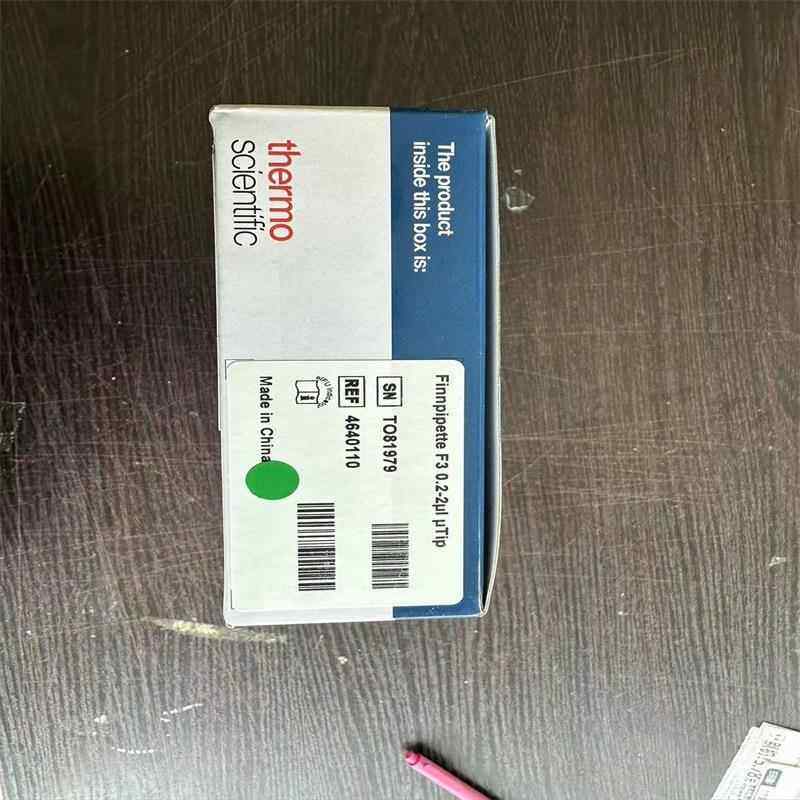 thermo
scientific
The product
inside this box is:
Finnpipette F3 0.2-2µl µTip
SN TO81979
REF 4640110
Made in China